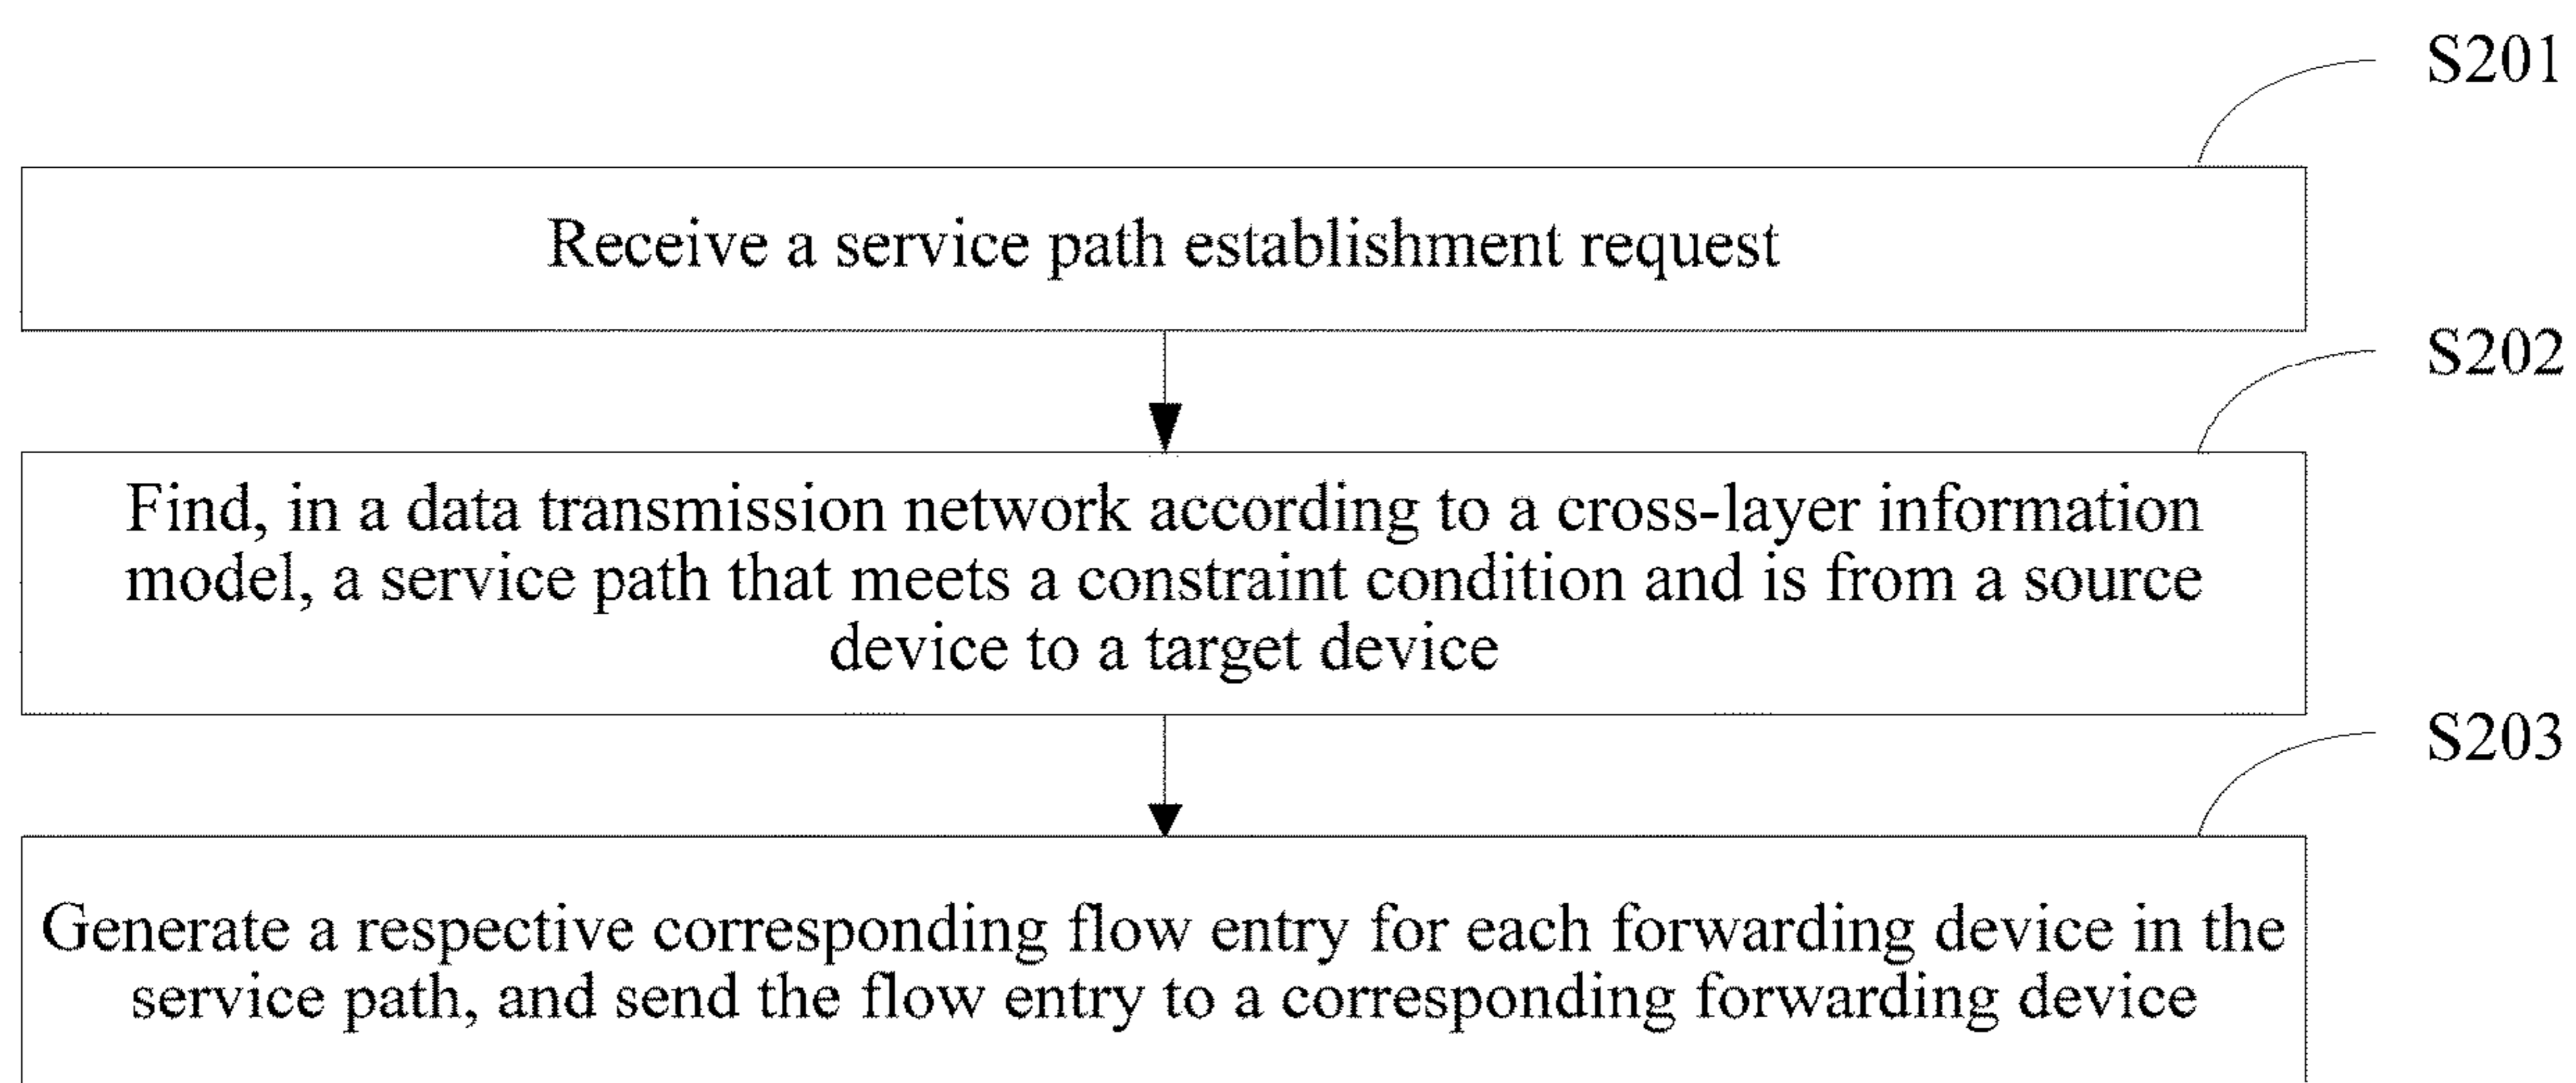 S201
Receive a service path establishment request
S202
Find, in a data transmission network according to a cross-layer information
model, a service path that meets a constraint condition and is from a source
device to a target device
S203
Generate a respective corresponding flow entry for each forwarding device in the
service path, and send the flow entry to a corresponding forwarding device